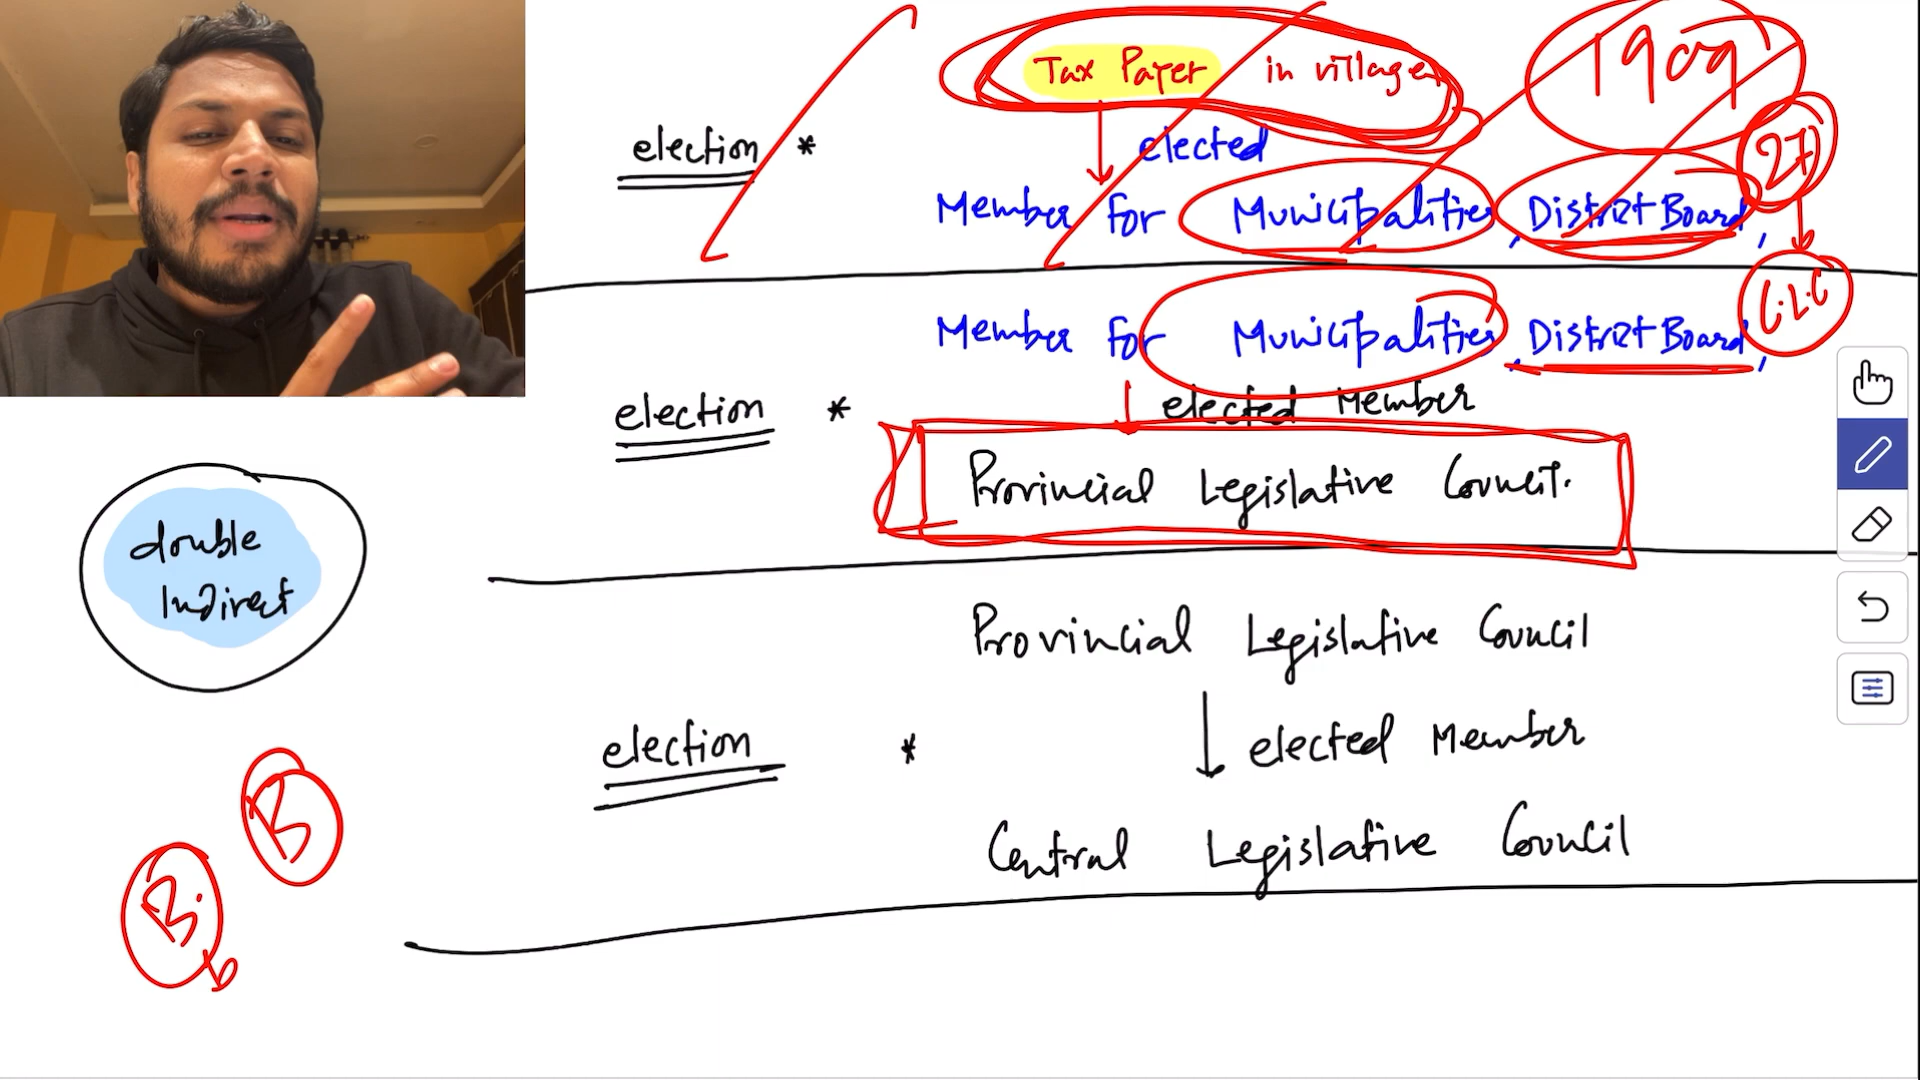 Tax Payer in village
1909
election * elected
27
Member for Municipalities, District Board,
C.L.C
Member for Municipalities, District Board,
election * elected Member
Provincial Legislative Council.
double
Indirect
Provincial Legislative Council
election * elected Member
Central Legislative Council
B
B.